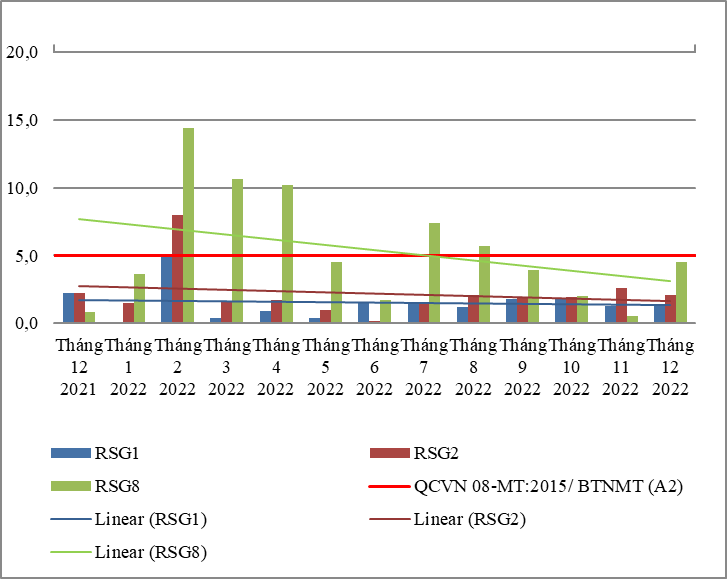 20,0
15,0
10,0
5,0
0,0
Tháng Tháng Tháng Tháng Tháng Tháng Tháng Tháng Tháng Tháng Tháng Tháng Tháng
12 1 2 3 4 5 6 7 8 9 10 11 12
2021 2022 2022 2022 2022 2022 2022 2022 2022 2022 2022 2022 2022
RSG1 RSG2
RSG8 QCVN 08-MT:2015/ BTNMT (A2)
Linear (RSG1) Linear (RSG2)
Linear (RSG8)